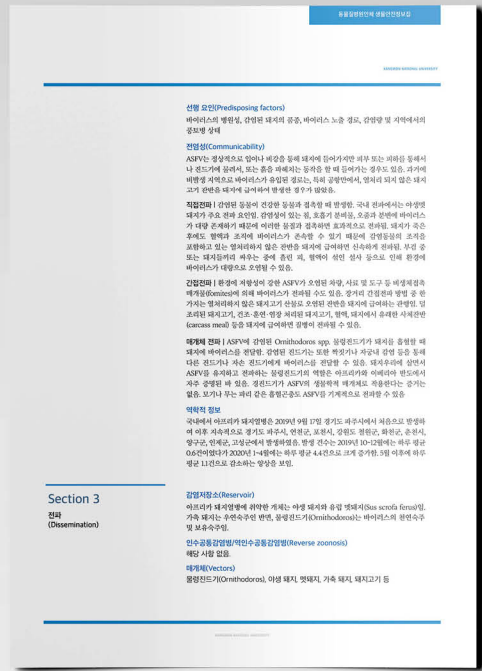 동물질병원인체 생물안전정보집
선행 요인(Predisposing factors)
바이러스의 병원성, 감염된 돼지의 품종, 바이러스 노출 경로, 감염량 및 지역에서의
풍토병 상태
전염성(Communicability)
ASFV는 정상적으로 입이나 비강을 통해 돼지에 들어가지만 피부 또는 피하를 통해서
나 진드기에 물려서, 또는 흙을 파헤치는 동작을 할 때 들어가는 경우도 있음. 과거에
비발생 지역으로 바이러스가 유입된 경로는, 특히 공항만에서, 열처리 되지 않은 돼지
고기 잔반을 돼지에 급여하여 발생한 경우가 많았음.
직접전파 | 감염된 동물이 건강한 동물과 접촉할 때 발생함. 국내 전파에서는 야생멧
돼지가 주요 전파 요인임. 감염성이 있는 침, 호흡기 분비물, 오줌과 분변에 바이러스
가 대량 존재하기 때문에 이러한 물질과 접촉하면 효과적으로 전파됨. 돼지가 죽은
후에도 혈액과 조직에 바이러스가 존속할 수 있기 때문에 감염동물의 조직을
포함하고 있는 열처리하지 않은 잔반을 돼지에 급여하면 신속하게 전파됨. 부검 중
또는 돼지들끼리 싸우는 중에 흘린 피, 혈액이 섞인 설사 등으로 인해 환경에
바이러스가 대량으로 오염될 수 있음.
간접전파 | 환경에 저항성이 강한 ASFV가 오염된 차량, 사료 및 도구 등 비생체접촉
매개물(fomites)에 의해 바이러스가 전파될 수도 있음. 장거리 간접전파 방법 중 한
가지는 열처리하지 않은 돼지고기 산물로 오염된 잔반을 돼지에 급여하는 관행임. 덜
조리된 돼지고기, 건조·훈연·염장 처리된 돼지고기, 혈액, 돼지에서 유래한 사체잔반
(carcass meal) 등을 돼지에 급여하면 질병이 전파될 수 있음.
매개체 전파 | ASFV에 감염된 Ornithodoros spp. 물렁진드기가 돼지를 흡혈할 때
돼지에 바이러스를 전달함. 감염된 진드기는 또한 짝짓기나 자궁내 감염 등을 통해
다른 진드기나 자손 진드기에게 바이러스를 전달할 수 있음. 돼지우리에 살면서
ASFV를 유지하고 전파하는 물렁진드기의 역할은 아프리카와 이베리아 반도에서
자주 증명된 바 있음. 경진드기가 ASFV의 생물학적 매개체로 작용한다는 증거는
없음. 모기나 무는 파리 같은 흡혈곤충도 ASFV를 기계적으로 전파할 수 있음
역학적 정보
국내에서 아프리카 돼지열병은 2019년 9월 17일 경기도 파주시에서 처음으로 발생하
여 이후 지속적으로 경기도 파주시, 연천군, 포천시, 강원도 철원군, 화천군, 춘천시,
양구군, 인제군, 고성군에서 발생하였음. 발생 건수는 2019년 10~12월에는 하루 평균
0.6건이었다가 2020년 1~4월에는 하루 평균 4.4건으로 크게 증가함. 5월 이후에 하루
평균 1.1건으로 감소하는 양상을 보임.
Section 3
전파
(Dissemination)
감염저장소(Reservoir)
아프리카 돼지열병에 취약한 개체는 야생 돼지와 유럽 멧돼지(Sus scrofa ferus)임.
가축 돼지는 우연숙주인 반면, 물렁진드기(Ornithodoros)는 바이러스의 천연숙주
및 보유숙주임.
인수공통감염병/역인수공통감염병(Reverse zoonosis)
해당 사항 없음.
매개체(Vectors)
물렁진드기(Ornithodoros), 야생 돼지, 멧돼지, 가축 돼지, 돼지고기 등